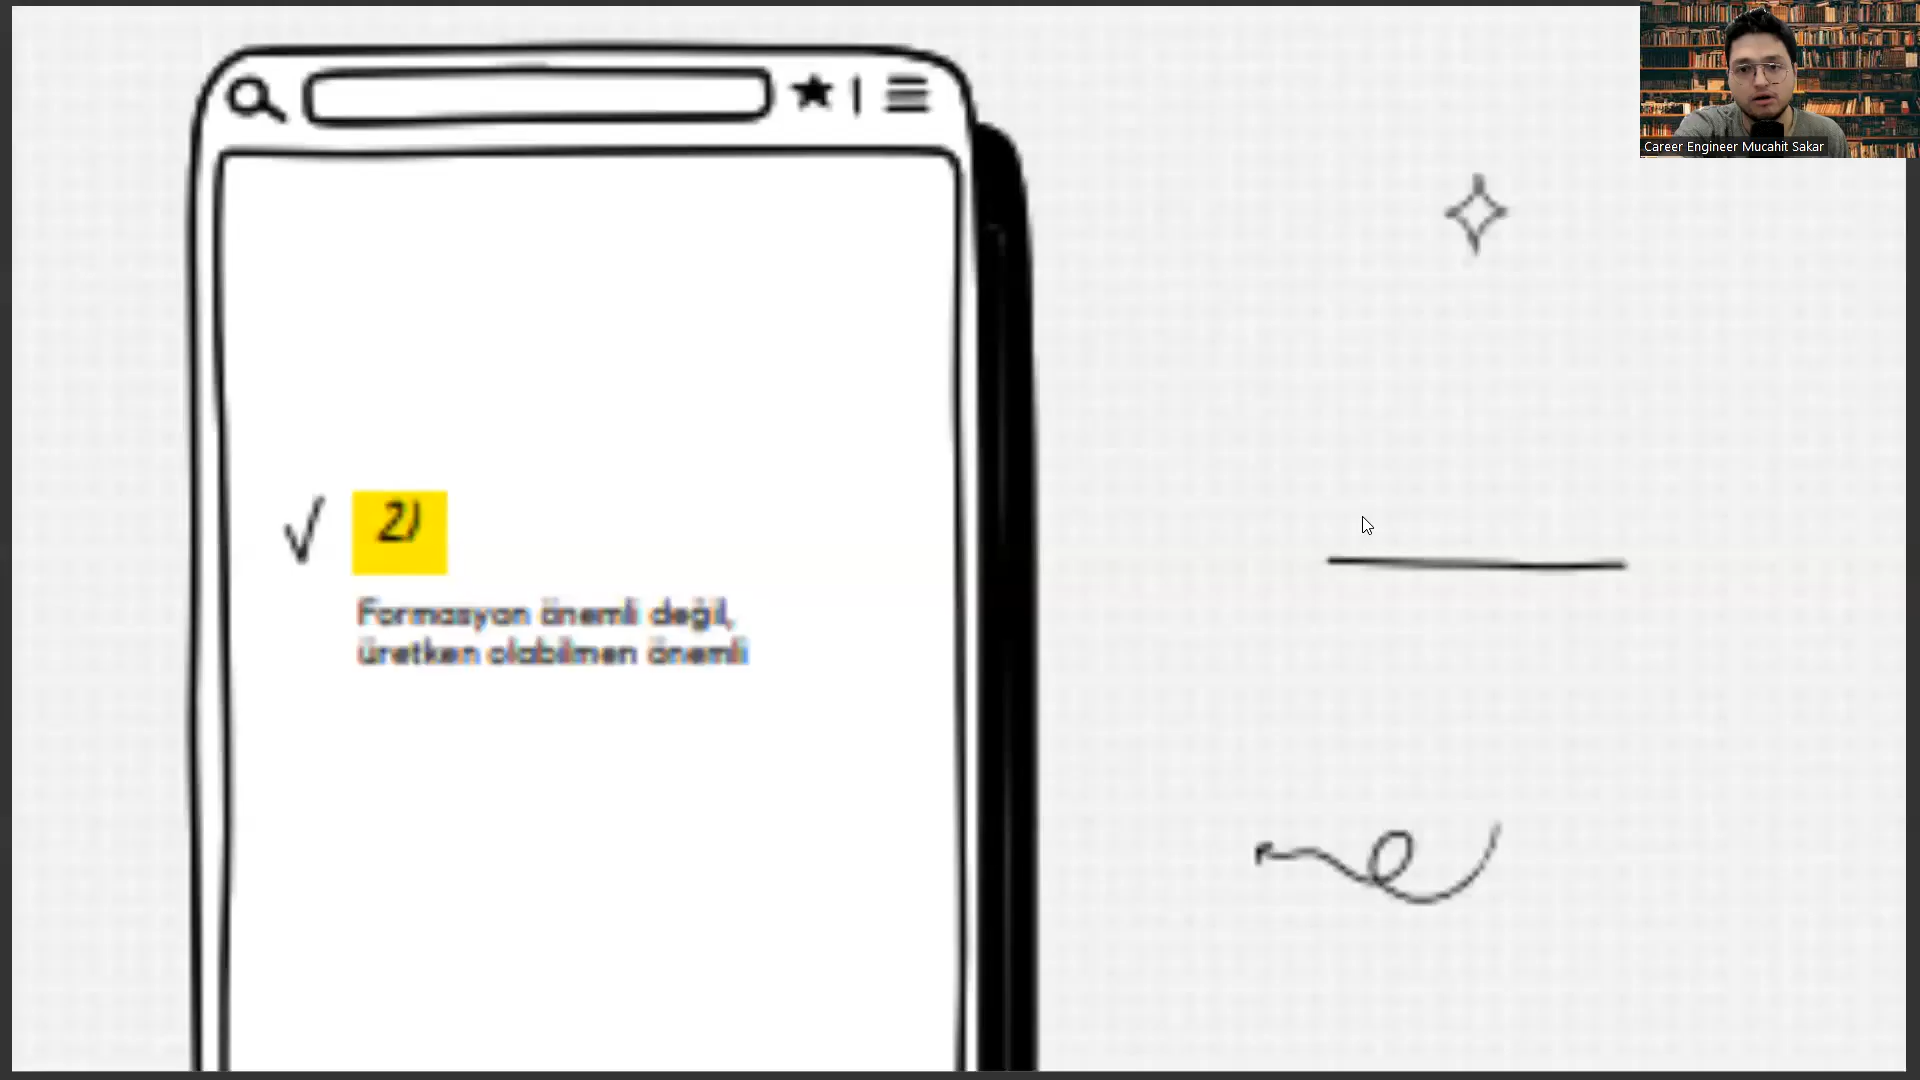 Career Engineer Mucahit Sakar
2)
Formasyon önemli değil,
üretken olabilmen önemli